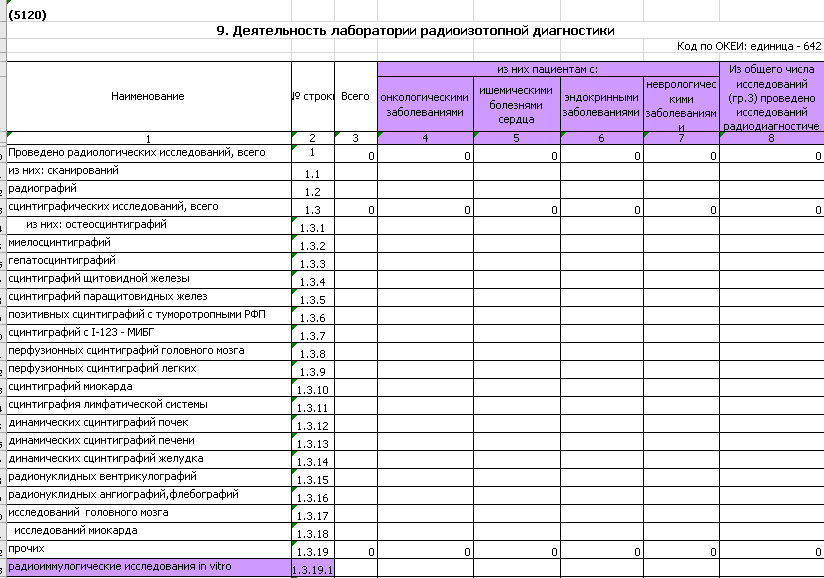 (5120)
9. Деятельность лаборатории радиоизотопной диагностики
Код по ОКЕИ: единица - 642
Наименование № строки Всего из них пациентам с: Из общего числа исследований (гр.3) проведено исследований радиодиагностиче
онкологическими заболеваниями ишемическими болезнями сердца эндокринными заболеваниями неврологичес кими заболеваниям и
1 2 3 4 5 6 7 8
Проведено радиологических исследований, всего 1 0 0 0 0 0 0
из них: сканирований 1.1
радиографий 1.2
сцинтиграфических исследований, всего 1.3 0 0 0 0 0 0
из них: остеосцинтиграфий 1.3.1
миелосцинтиграфий 1.3.2
гепатосцинтиграфий 1.3.3
сцинтиграфий щитовидной железы 1.3.4
сцинтиграфий паращитовидных желез 1.3.5
позитивных сцинтиграфий с туморотропными РФП 1.3.6
сцинтиграфий с I-123 - МИБГ 1.3.7
перфузионных сцинтиграфий головного мозга 1.3.8
перфузионных сцинтиграфий легких 1.3.9
сцинтиграфий миокарда 1.3.10
сцинтиграфия лимфатической системы 1.3.11
динамических сцинтиграфий почек 1.3.12
динамических сцинтиграфий печени 1.3.13
динамических сцинтиграфий желудка 1.3.14
радионуклидных вентрикулографий 1.3.15
радионуклидных ангиографий,флебографий 1.3.16
исследований головного мозга 1.3.17
исследований миокарда 1.3.18
прочих 1.3.19 0 0 0 0 0 0
радиоиммулогические исследования in vitro 1.3.19.1